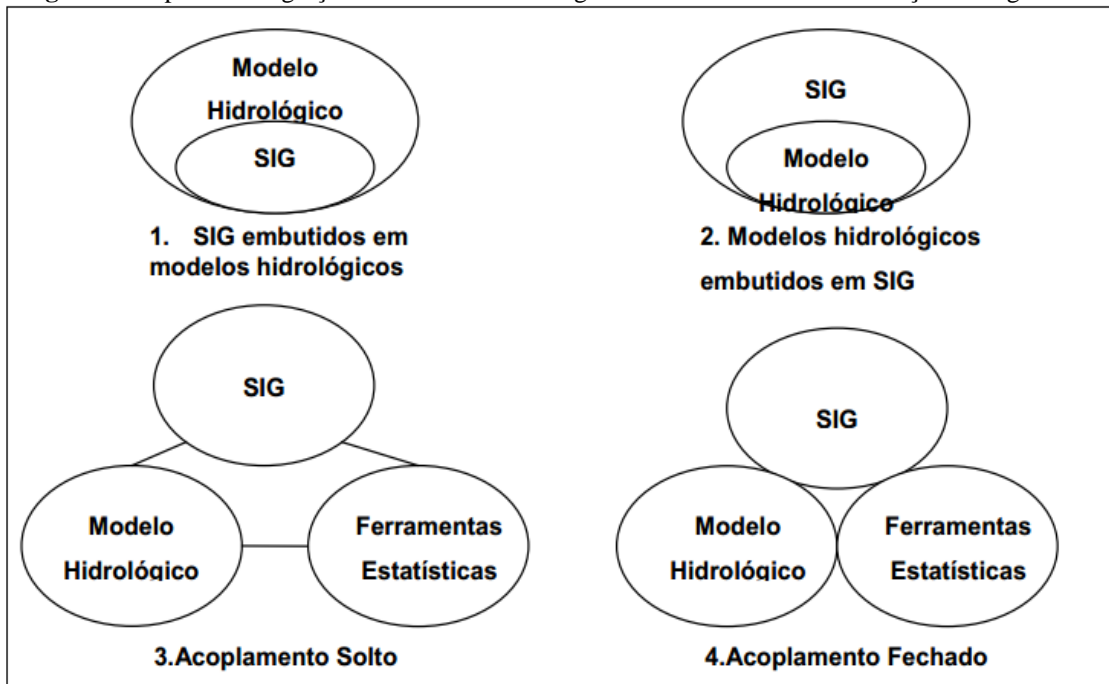 Modelo
Hidrológico
SIG
1. SIG embutidos em
modelos hidrológicos
SIG
Modelo
Hidrológico
2. Modelos hidrológicos
embutidos em SIG
SIG
Modelo
Hidrológico
Ferramentas
Estatísticas
3.Acoplamento Solto
SIG
Modelo
Hidrológico
Ferramentas
Estatísticas
4.Acoplamento Fechado